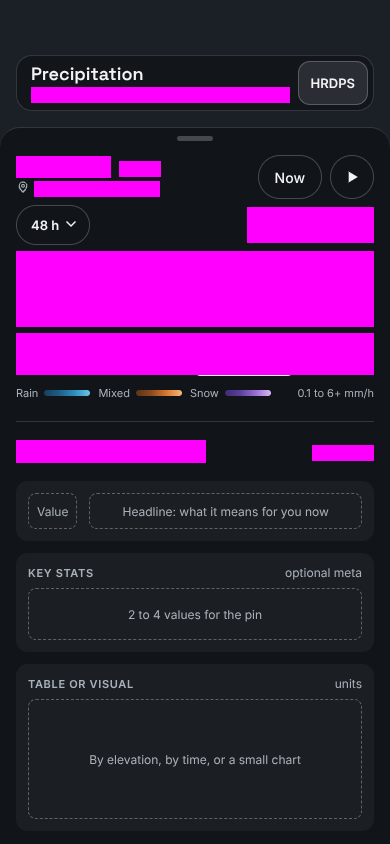 Precipitation
HRDPS
Now
48 h
Rain
Mixed
Snow
0.1 to 6+ mm/h
Value
Headline: what it means for you now
KEY STATS
optional meta
2 to 4 values for the pin
TABLE OR VISUAL
units
By elevation, by time, or a small chart